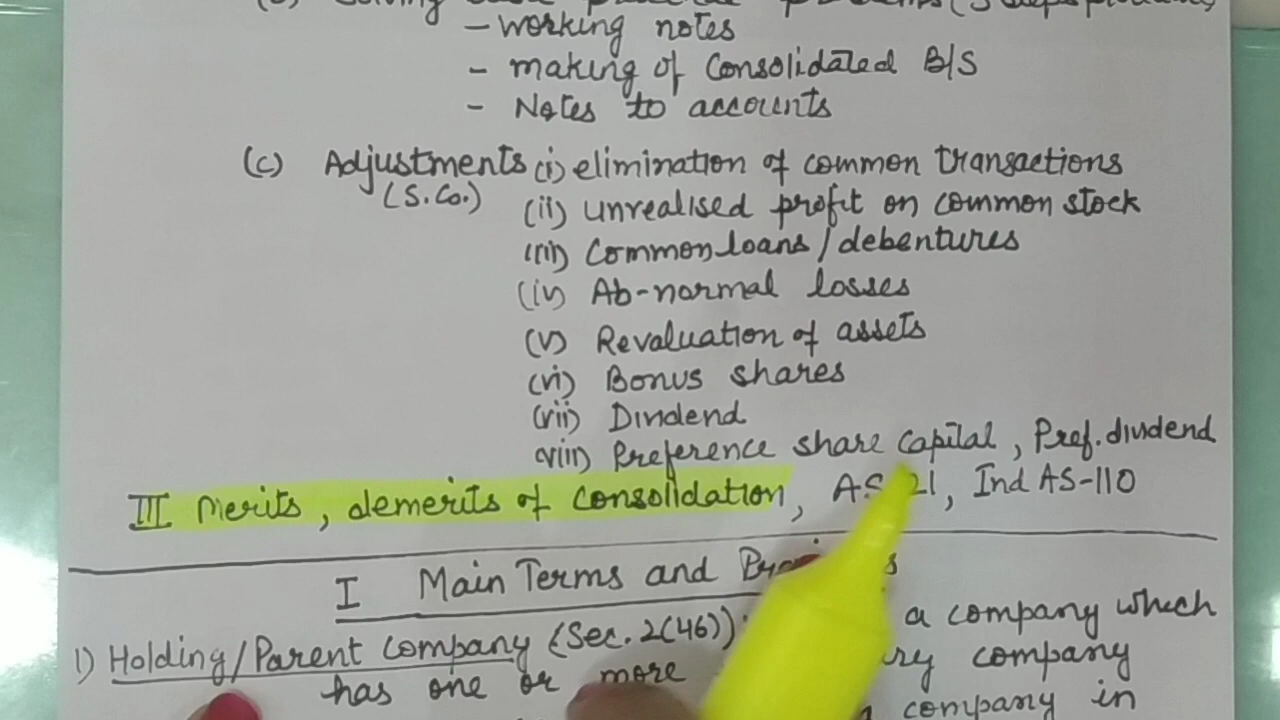 (b) Solving
- working notes
- making of Consolidated B/S
- Notes to accounts
(c) Adjustments (i) elimination of common transactions
(S.Co.) (ii) unrealised profit on common stock
(iii) Common loans/debentures
(iv) Ab-normal losses
(v) Revaluation of assets
(vi) Bonus shares
(vii) Dividend
(viii) Preference share capital, Pref. dividend
III Merits, demerits of consolidation, AS 21, Ind AS-110
I Main Terms and
1) Holding/Parent Company (Sec. 2(46)): a company which
has one or more company
company in